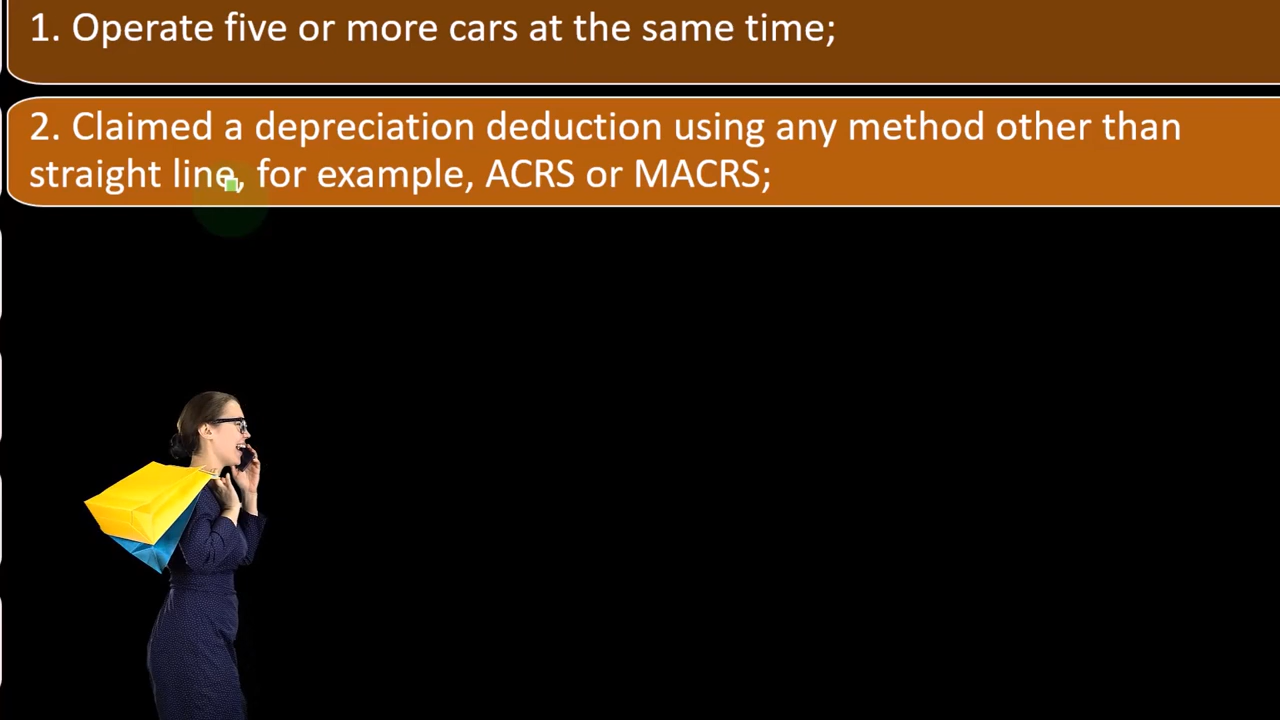 1. Operate five or more cars at the same time;
2. Claimed a depreciation deduction using any method other than
straight line, for example, ACRS or MACRS;